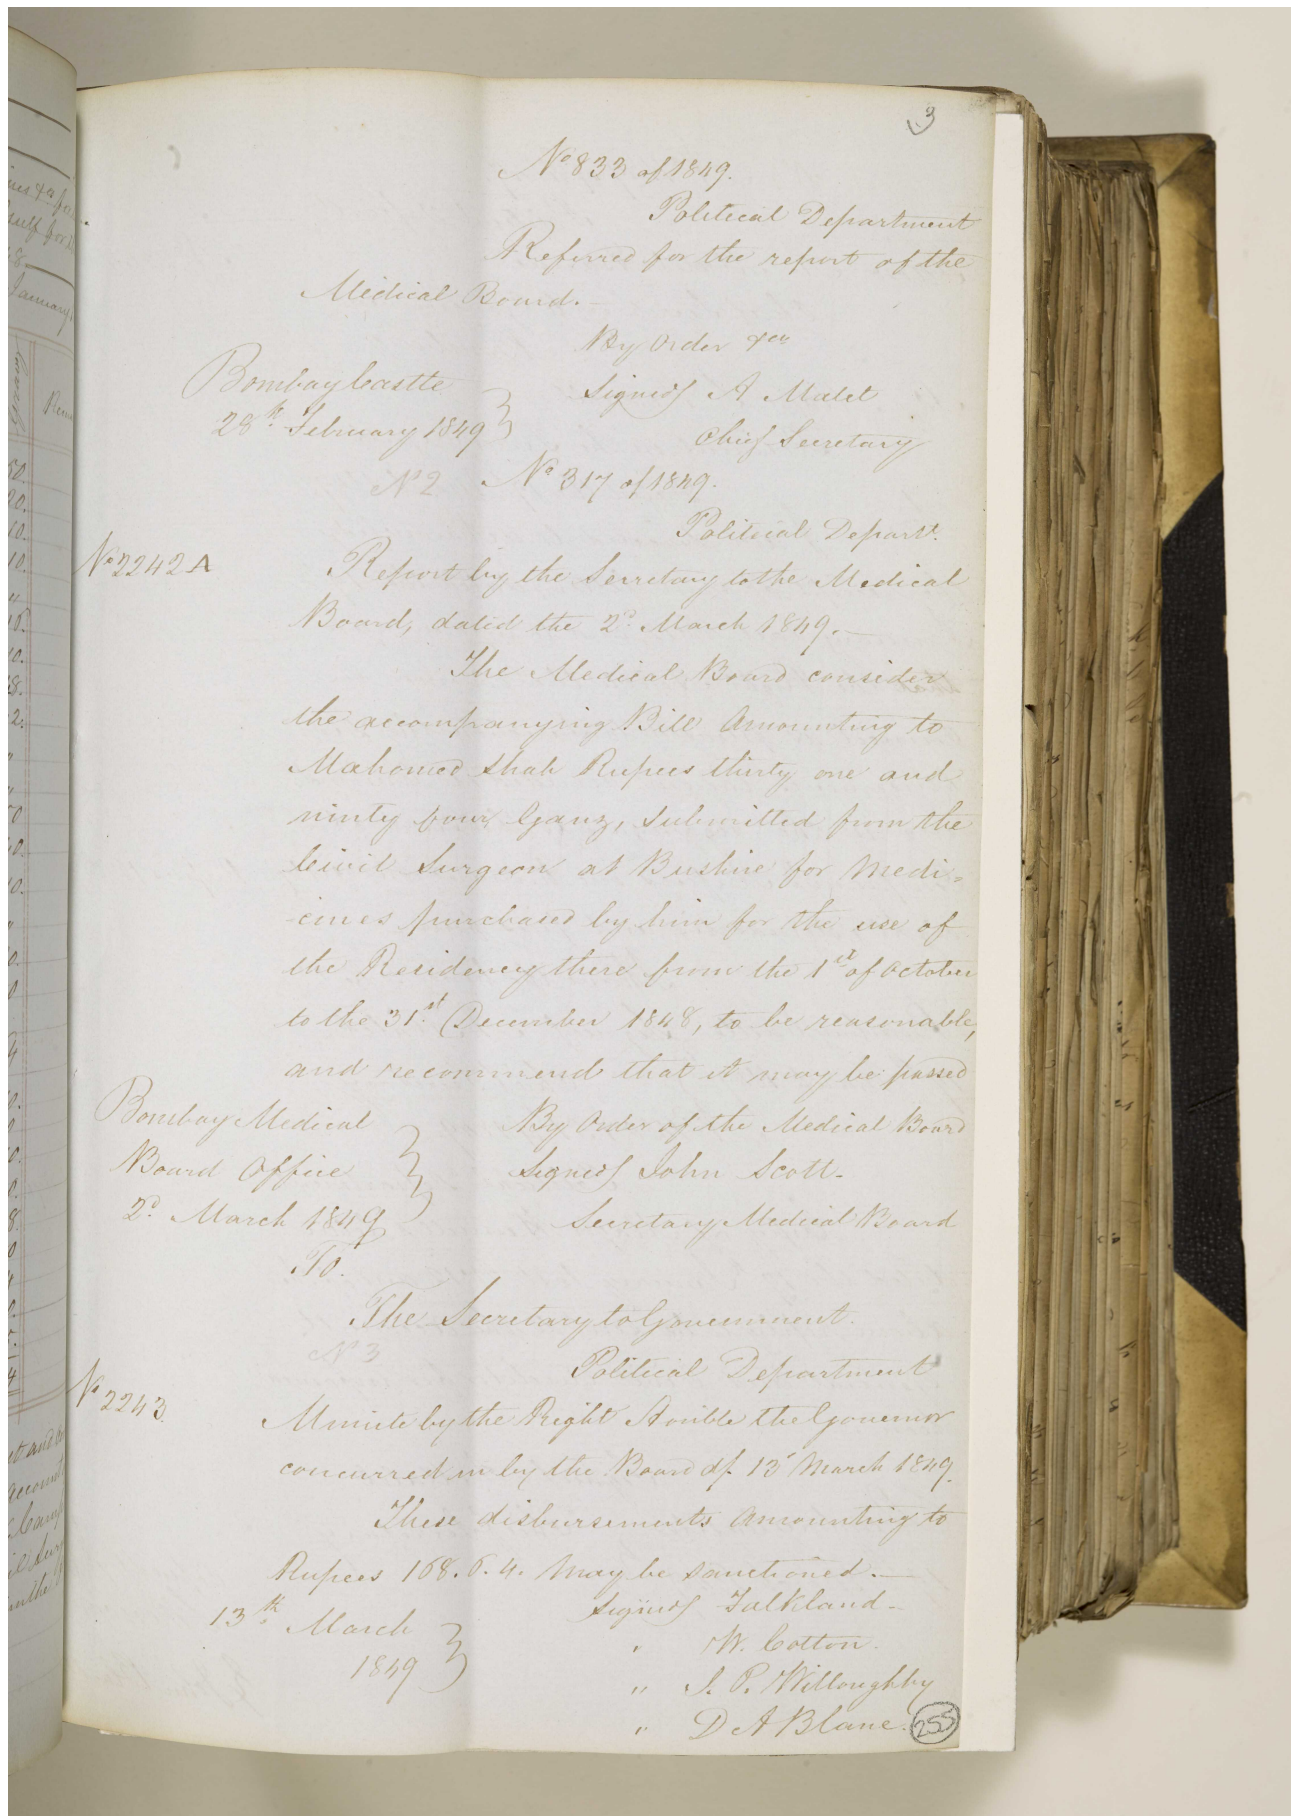 3
No 833 of 1849.
Political Department
Referred for the report of the
Medical Board.—
By Order &ca
Bombay Castle
Signed/ A Malet
28th February 1849
Chief Secretary
No 2 No 317 of 1849.
Political Departt.
No 2242 A
Report by the Secretary to the Medical
Board, dated the 2d March 1849.—
The Medical Board consider
the accompanying Bill Amounting to
Mahomed Shah Rupees thirty one and
ninty four Ganz, Submitted from the
Civil Surgeon at Bushire for Medi-
-cines purchased by him for the use of
the Residency there from the 1st of October
to the 31st December 1848, to be reasonable,
and recommend that it may be passed
Bombay Medical
By Order of the Medical Board
Board Office
Signed/ John Scott-
2d March 1849
Secretary Medical Board
To.
The Secretary to Government.
No 3
Political Department
No 2243.
Minute by the Right Honble the Governor
concurred in by the Board df. 13 March 1849.
These disbursements Amounting to
Rupees 168. 6. 4. May be sanctioned.—
13th March
Signed/ Falkland-
1849
" W. Cotton.
" J. P. Willoughby
" D A Blane.
255